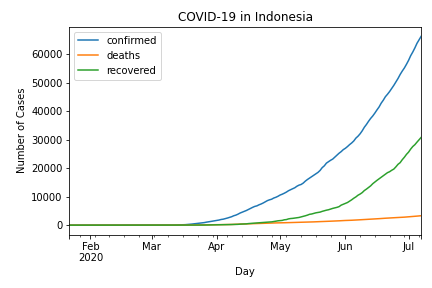 COVID-19 in Indonesia
confirmed
deaths
recovered
Number of Cases
60000
50000
40000
30000
20000
10000
0
Feb Mar Apr May Jun Jul
2020
Day